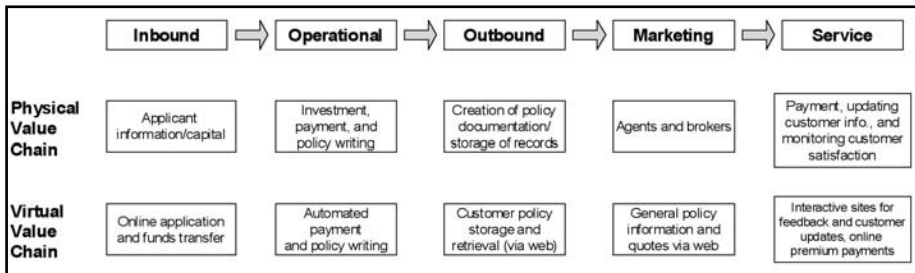 Inbound
Operational
Outbound
Marketing
Service
Physical
Value
Chain
Applicant
information/capital
Investment,
payment, and
policy writing
Creation of policy
documentation/
storage of records
Agents and brokers
Payment, updating
customer info., and
monitoring customer
satisfaction
Virtual
Value
Chain
Online application
and funds transfer
Automated
payment
and policy writing
Customer policy
storage and
retrieval (via web)
General policy
information and
quotes via web
Interactive sites for
feedback and customer
updates, online
premium payments